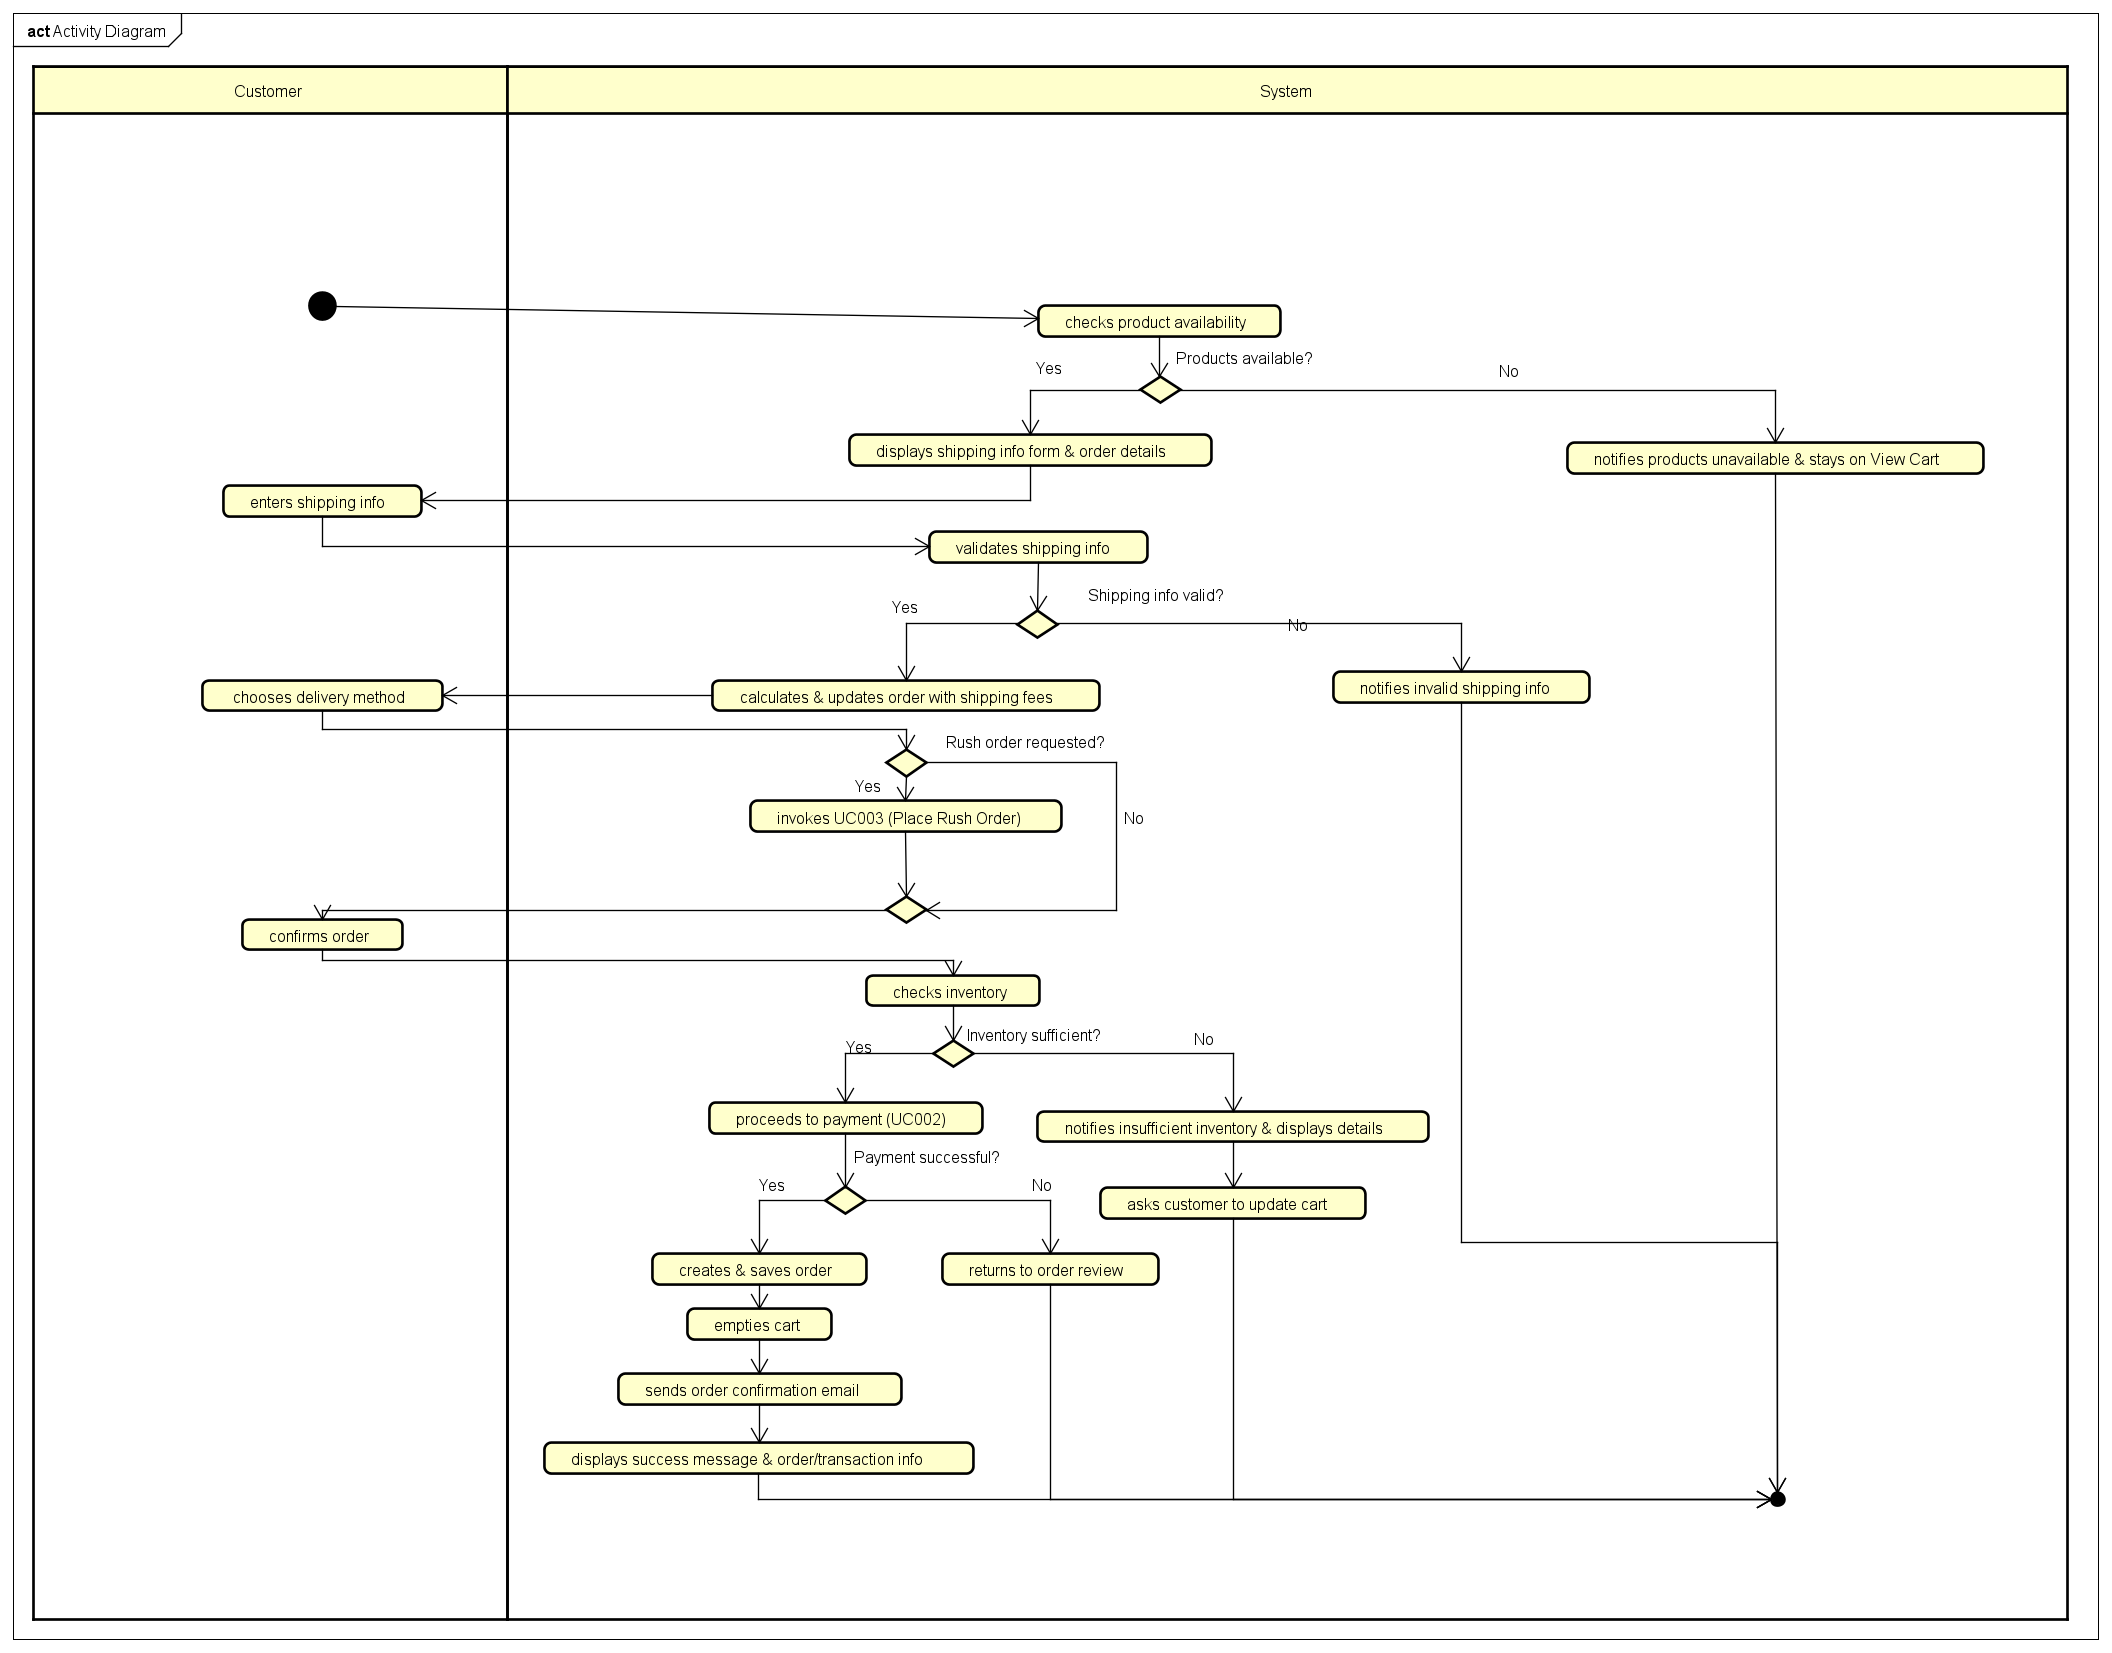 act Activity Diagram
Customer
System
checks product availability
Products available?
Yes
No
displays shipping info form & order details
notifies products unavailable & stays on View Cart
enters shipping info
validates shipping info
Shipping info valid?
Yes
No
chooses delivery method
calculates & updates order with shipping fees
notifies invalid shipping info
Rush order requested?
Yes
invokes UC003 (Place Rush Order)
No
confirms order
checks inventory
Inventory sufficient?
Yes
No
proceeds to payment (UC002)
notifies insufficient inventory & displays details
Payment successful?
Yes
No
asks customer to update cart
creates & saves order
returns to order review
empties cart
sends order confirmation email
displays success message & order/transaction info